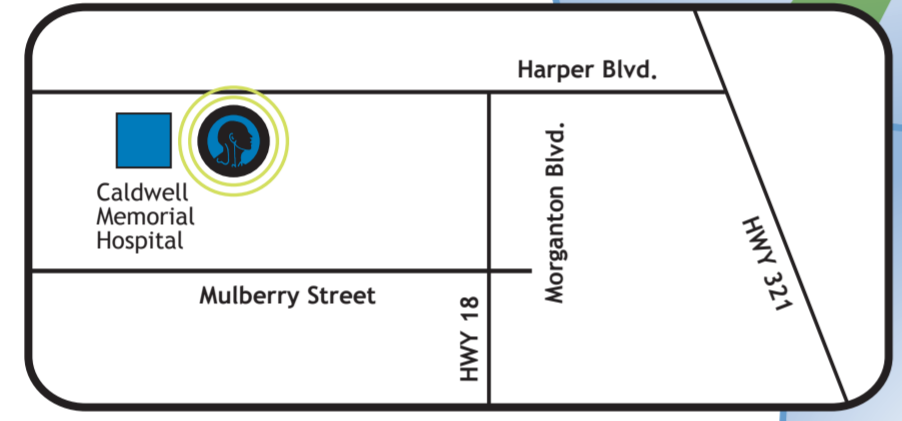 Harper Blvd.
Caldwell
Memorial
Hospital
Morganton Blvd.
HWY 321
Mulberry Street
HWY 18